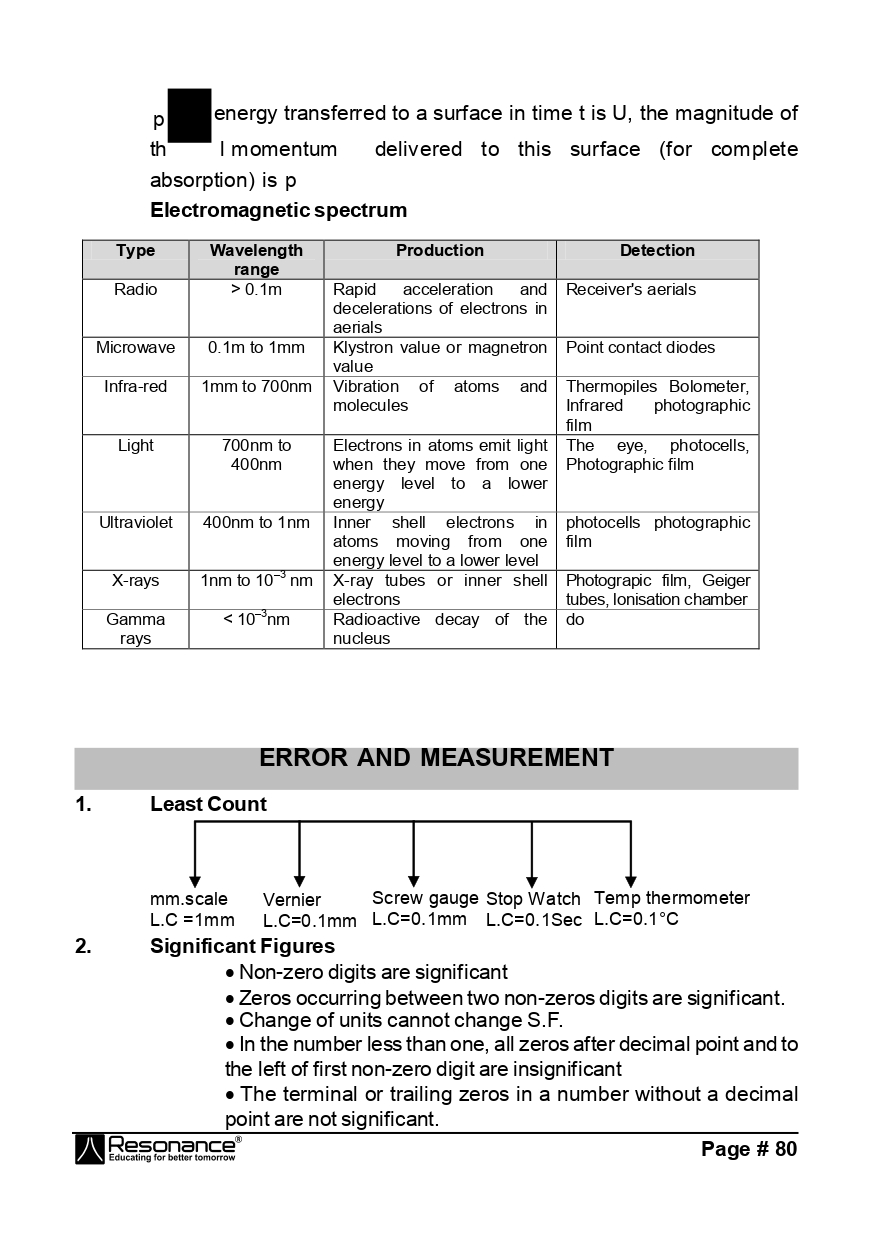 p energy transferred to a surface in time t is U, the magnitude of
th l momentum delivered to this surface (for complete
absorption) is p
Electromagnetic spectrum
Type Wavelength range Production Detection
Radio > 0.1m Rapid acceleration and Receiver's aerials
decelerations of electrons in
aerials
Microwave 0.1m to 1mm Klystron value or magnetron Point contact diodes
value
Infra-red 1mm to 700nm Vibration of atoms and Thermopiles Bolometer,
molecules Infrared photographic
film
Light 700nm to Electrons in atoms emit light The eye, photocells,
400nm when they move from one Photographic film
energy level to a lower
energy
Ultraviolet 400nm to 1nm Inner shell electrons in photocells photographic
atoms moving from one film
energy level to a lower level
X-rays 1nm to 10⁻³ nm X-ray tubes or inner shell Photograpic film, Geiger
electrons tubes, Ionisation chamber
Gamma < 10⁻³nm Radioactive decay of the do
rays nucleus
ERROR AND MEASUREMENT
1. Least Count
mm.scale Vernier Screw gauge Stop Watch Temp thermometer
L.C =1mm L.C=0.1mm L.C=0.1mm L.C=0.1Sec L.C=0.1°C
2. Significant Figures
• Non-zero digits are significant
• Zeros occurring between two non-zeros digits are significant.
• Change of units cannot change S.F.
• In the number less than one, all zeros after decimal point and to
the left of first non-zero digit are insignificant
• The terminal or trailing zeros in a number without a decimal
point are not significant.
Resonance®
Educating for better tomorrow
Page # 80